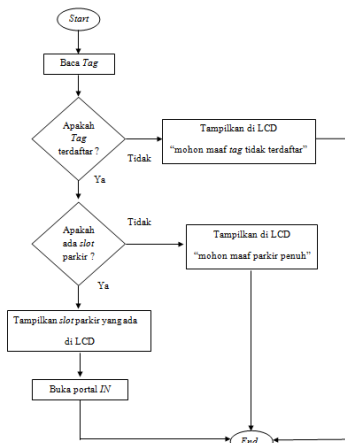 Start
Baca Tag
Apakah
Tag
terdaftar ?
Tidak
Tampilkan di LCD
“mohon maaf tag tidak terdaftar”
Ya
Apakah
ada slot
parkir ?
Tidak
Tampilkan di LCD
“mohon maaf parkir penuh”
Ya
Tampilkan slot parkir yang ada
di LCD
Buka portal IN
End